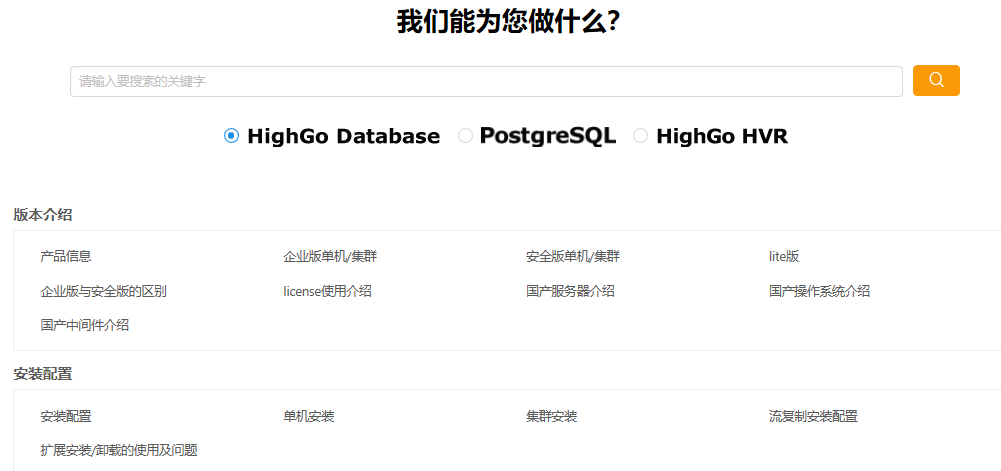 我们能为您做什么?
请输入要搜索的关键字
HighGo Database PostgreSQL HighGo HVR
版本介绍
产品信息 企业版单机/集群 安全版单机/集群 lite版
企业版与安全版的区别 license使用介绍 国产服务器介绍 国产操作系统介绍
国产中间件介绍
安装配置
安装配置 单机安装 集群安装 流复制安装配置
扩展安装/卸载的使用及问题